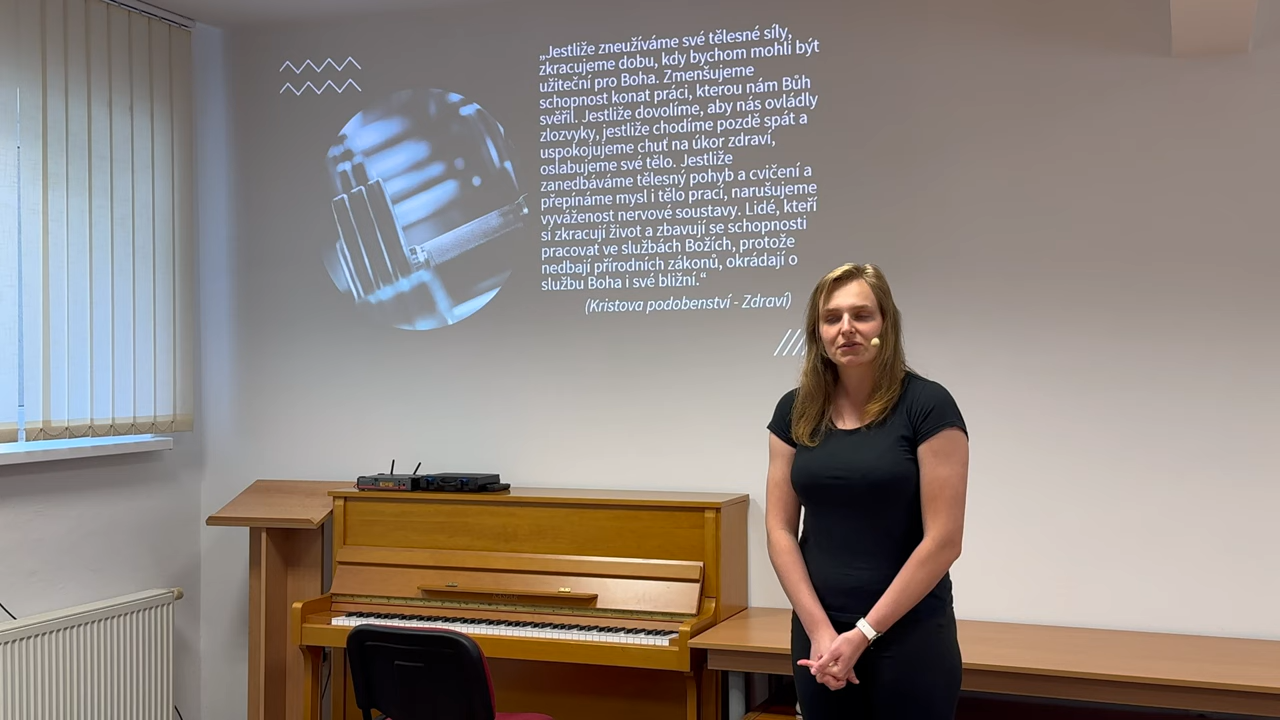 „Jestliže zneužíváme své tělesné síly,
zkracujeme dobu, kdy bychom mohli být
užiteční pro Boha. Zmenšujeme
schopnost konat práci, kterou nám Bůh
svěřil. Jestliže dovolíme, aby nás ovládly
zlozvyky, jestliže chodíme pozdě spát a
uspokojujeme chuť na úkor zdraví,
oslabujeme své tělo. Jestliže
zanedbáváme tělesný pohyb a cvičení a
přepínáme mysl i tělo prací, narušujeme
vyváženost nervové soustavy. Lidé, kteří
si zkracují život a zbavují se schopnosti
pracovat ve službách Božích, protože
nedbají přírodních zákonů, okrádají o
službu Boha i své bližní.“
(Kristova podobenství - Zdraví)